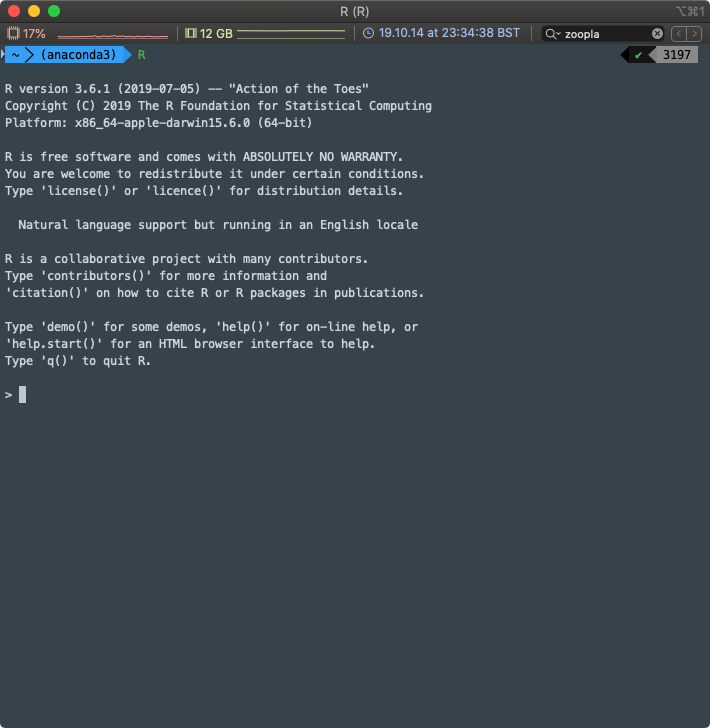 R (R)
⌥⌘1
17%
12 GB
19.10.14 at 23:34:38 BST
zoopla
~ (anaconda3) R
✔ 3197
R version 3.6.1 (2019-07-05) -- "Action of the Toes"
Copyright (C) 2019 The R Foundation for Statistical Computing
Platform: x86_64-apple-darwin15.6.0 (64-bit)
R is free software and comes with ABSOLUTELY NO WARRANTY.
You are welcome to redistribute it under certain conditions.
Type 'license()' or 'licence()' for distribution details.
Natural language support but running in an English locale
R is a collaborative project with many contributors.
Type 'contributors()' for more information and
'citation()' on how to cite R or R packages in publications.
Type 'demo()' for some demos, 'help()' for on-line help, or
'help.start()' for an HTML browser interface to help.
Type 'q()' to quit R.
>